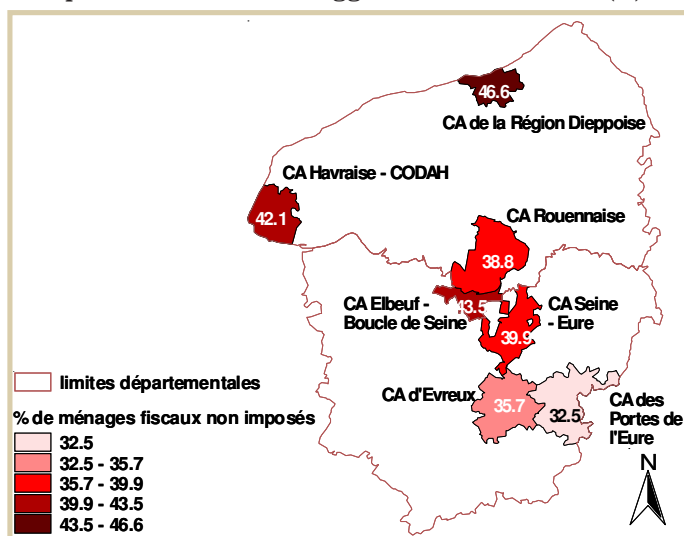 46.6
CA de la Région Dieppoise
CA Havraise - CODAH
42.1
CA Rouennaise
38.8
CA Elbeuf -
Boucle de Seine
43.5
CA Seine
- Eure
39.9
CA d'Evreux
35.7
32.5
CA des
Portes de
l'Eure
limites départementales
% de ménages fiscaux non imposés
32.5
32.5 - 35.7
35.7 - 39.9
39.9 - 43.5
43.5 - 46.6
N